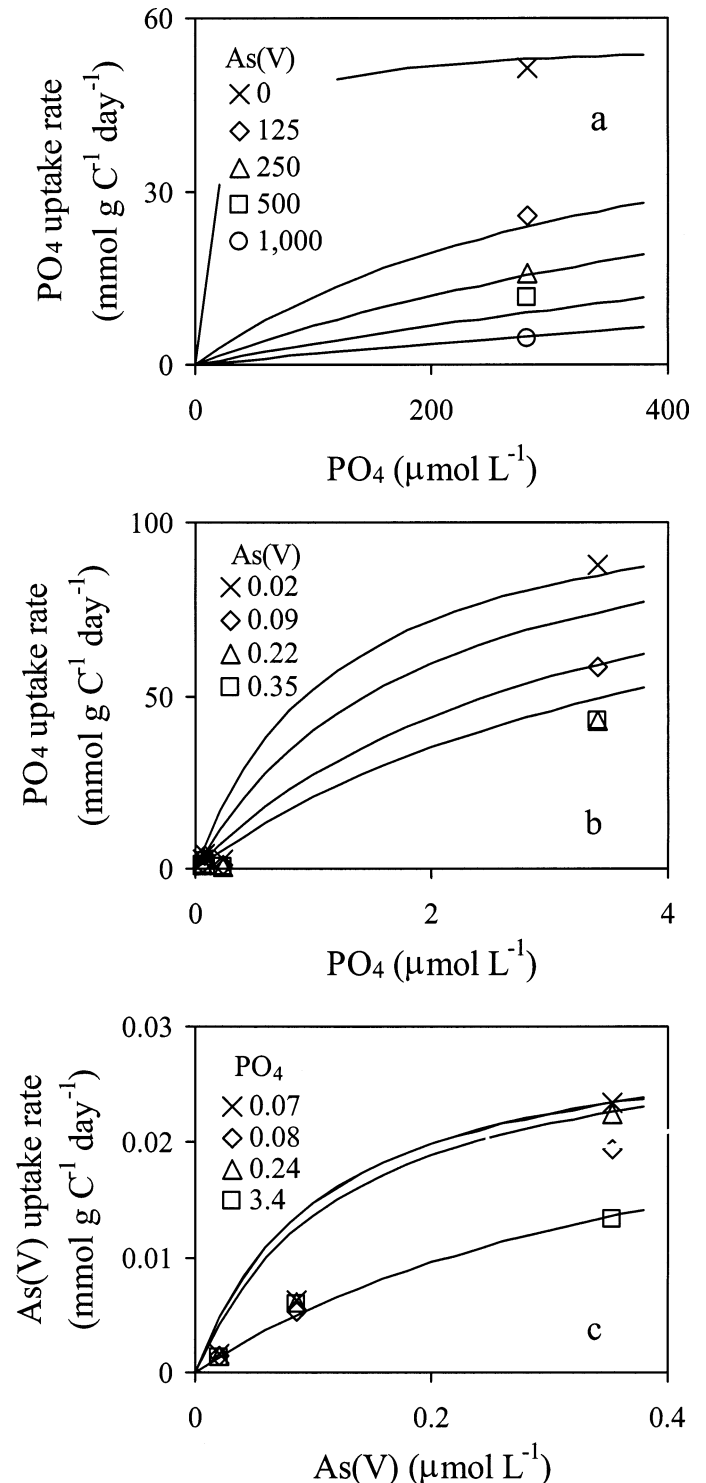 60
30
0
PO₄ uptake rate
(mmol g C⁻¹ day⁻¹)
As(V)
0
125
250
500
1,000
a
0 200 400
PO₄ (μmol L⁻¹)
100
50
0
PO₄ uptake rate
(mmol g C⁻¹ day⁻¹)
As(V)
0.02
0.09
0.22
0.35
b
0 2 4
PO₄ (μmol L⁻¹)
0.03
0.02
0.01
0
As(V) uptake rate
(mmol g C⁻¹ day⁻¹)
PO₄
0.07
0.08
0.24
3.4
c
0 0.2 0.4
As(V) (μmol L⁻¹)